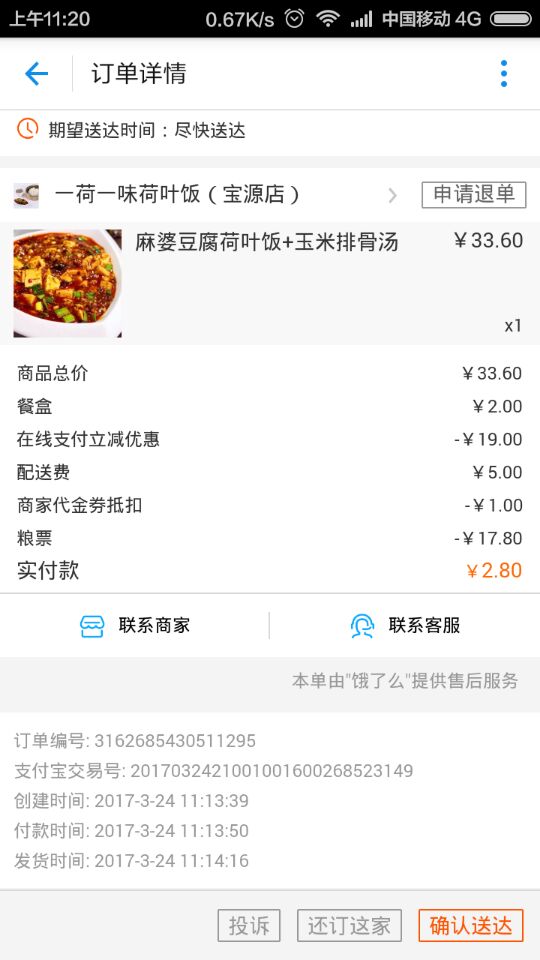 上午11:20
0.67K/s
中国移动 4G
订单详情
期望送达时间：尽快送达
一荷一味荷叶饭（宝源店）
申请退单
麻婆豆腐荷叶饭+玉米排骨汤
￥33.60
x1
商品总价 ￥33.60
餐盒 ￥2.00
在线支付立减优惠 -￥19.00
配送费 ￥5.00
商家代金券抵扣 -￥1.00
粮票 -￥17.80
实付款 ￥2.80
联系商家
联系客服
本单由"饿了么"提供售后服务
订单编号: 3162685430511295
支付宝交易号: 2017032421001001600268523149
创建时间: 2017-3-24 11:13:39
付款时间: 2017-3-24 11:13:50
发货时间: 2017-3-24 11:14:16
投诉
还订这家
确认送达